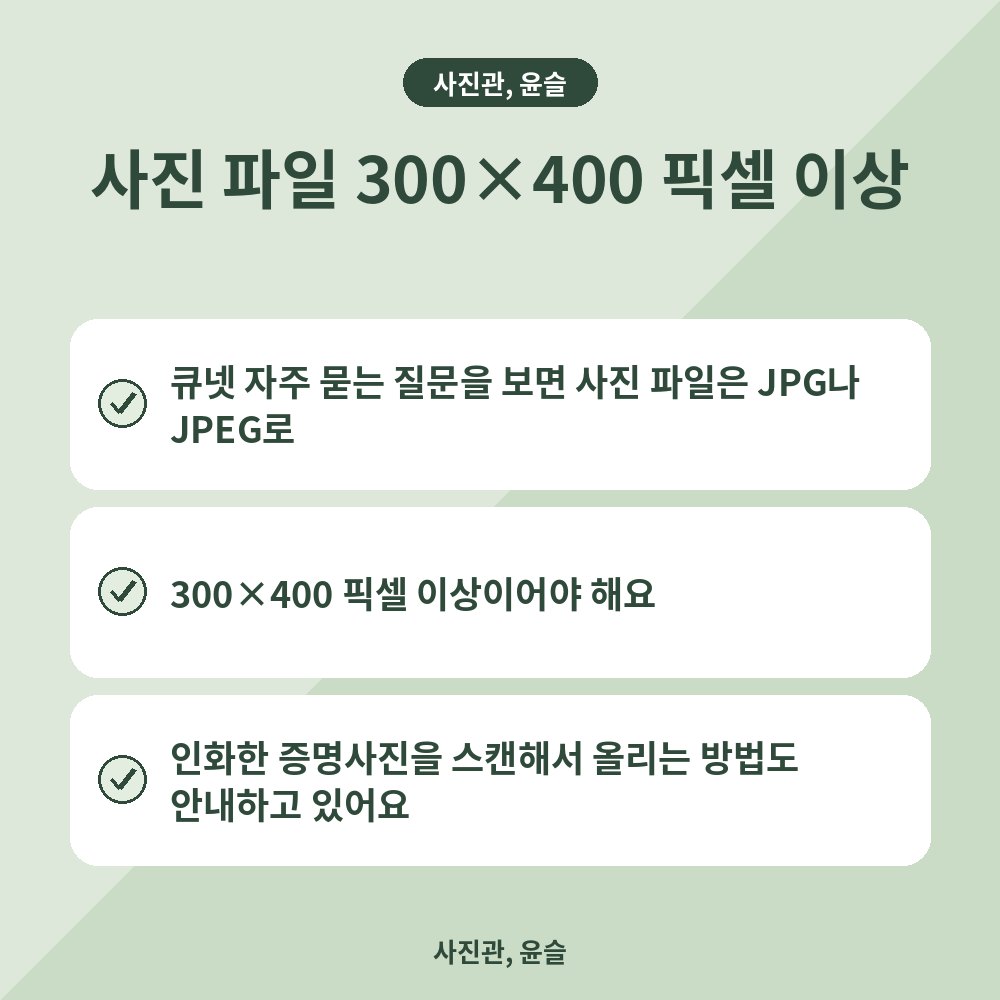 사진관, 윤슬
사진 파일 300×400 픽셀 이상
큐넷 자주 묻는 질문을 보면 사진 파일은 JPG나
JPEG로
300×400 픽셀 이상이어야 해요
인화한 증명사진을 스캔해서 올리는 방법도
안내하고 있어요
사진관, 윤슬